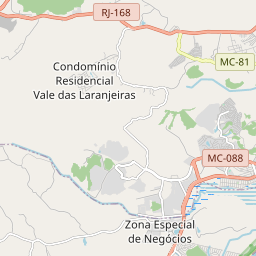 RJ-168
Condomínio
Residencial
Vale das Laranjeiras
MC-81
MC-088
Zona Especial
de Negócios